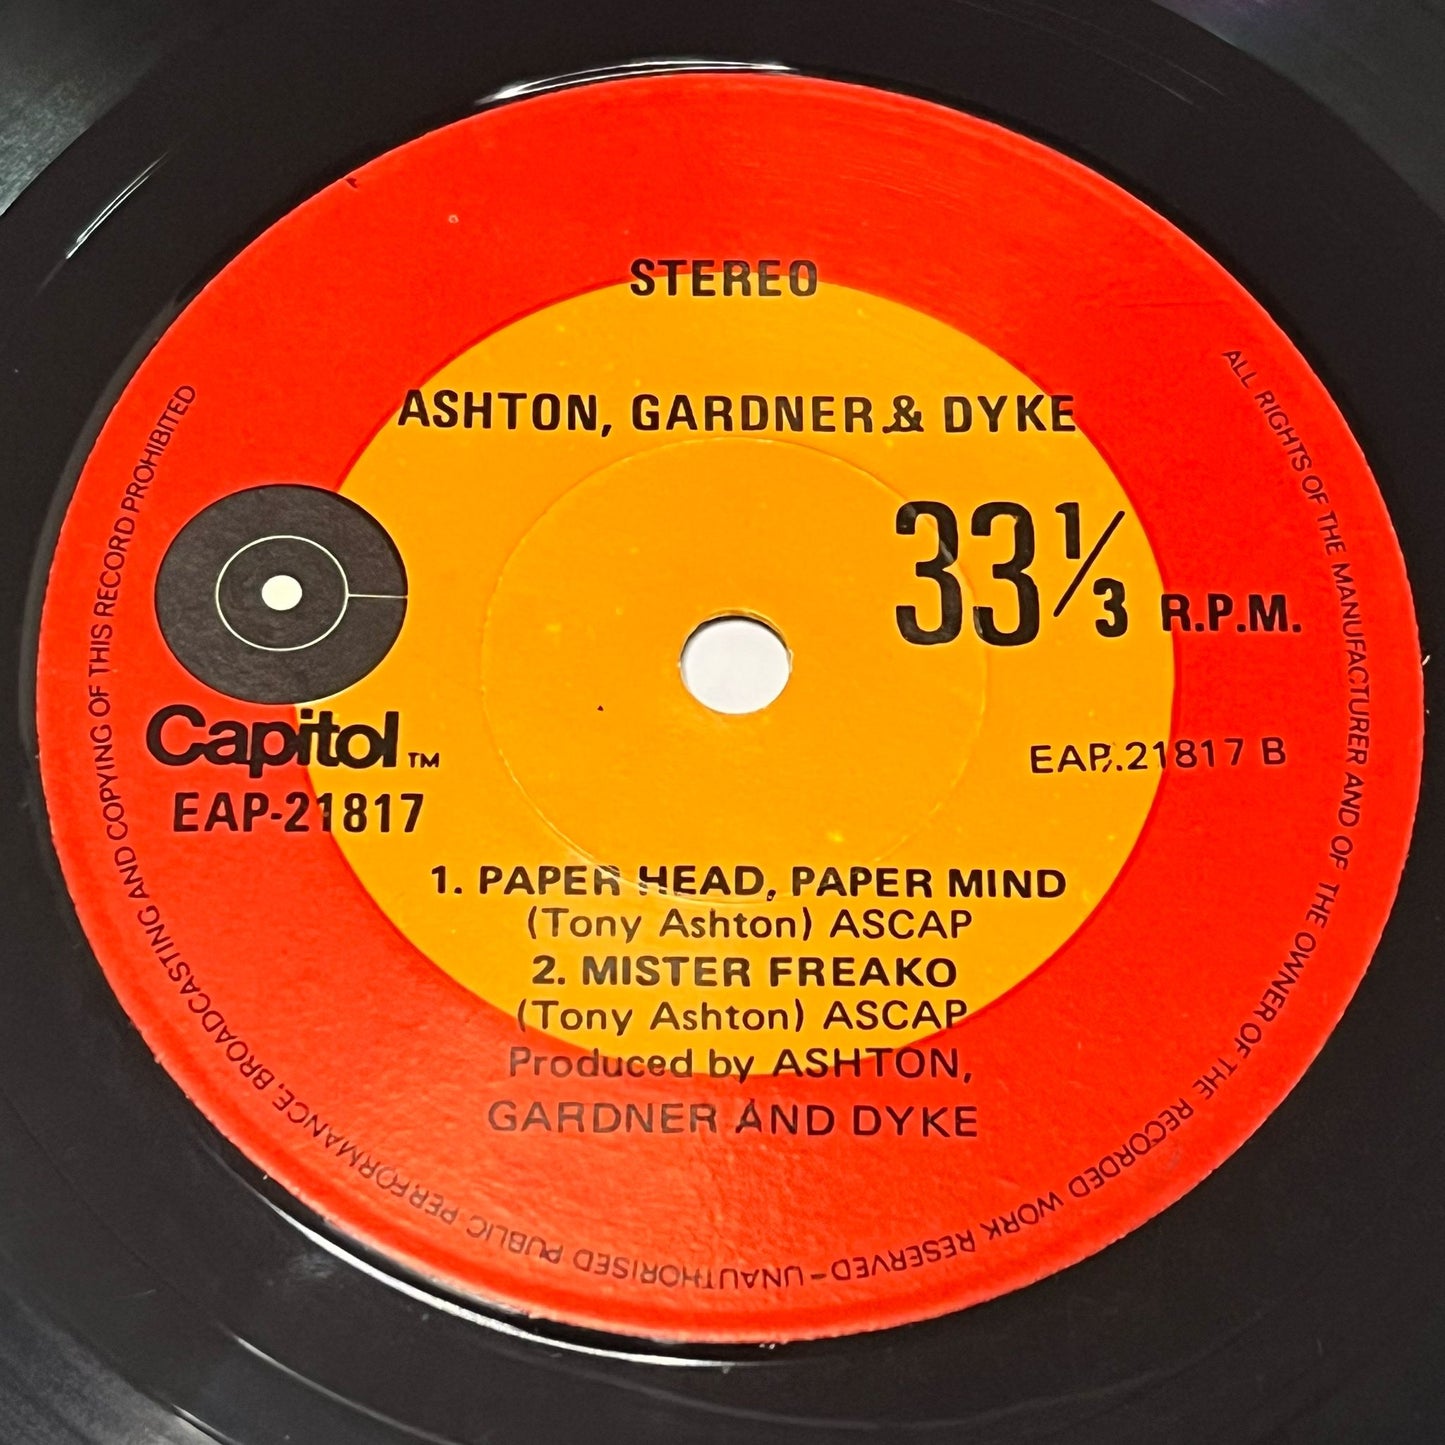 STEREO
ASHTON, GARDNER & DYKE
33⅓ R.P.M.
Capitol™
EAP-21817
EAP.21817 B
1. PAPER HEAD, PAPER MIND
(Tony Ashton) ASCAP
2. MISTER FREAKO
(Tony Ashton) ASCAP
Produced by ASHTON,
GARDNER AND DYKE
ALL RIGHTS OF THE MANUFACTURER AND OF THE OWNER OF THE RECORDED WORK RESERVED – UNAUTHORISED PUBLIC PERFORMANCE, BROADCASTING AND COPYING OF THIS RECORD PROHIBITED